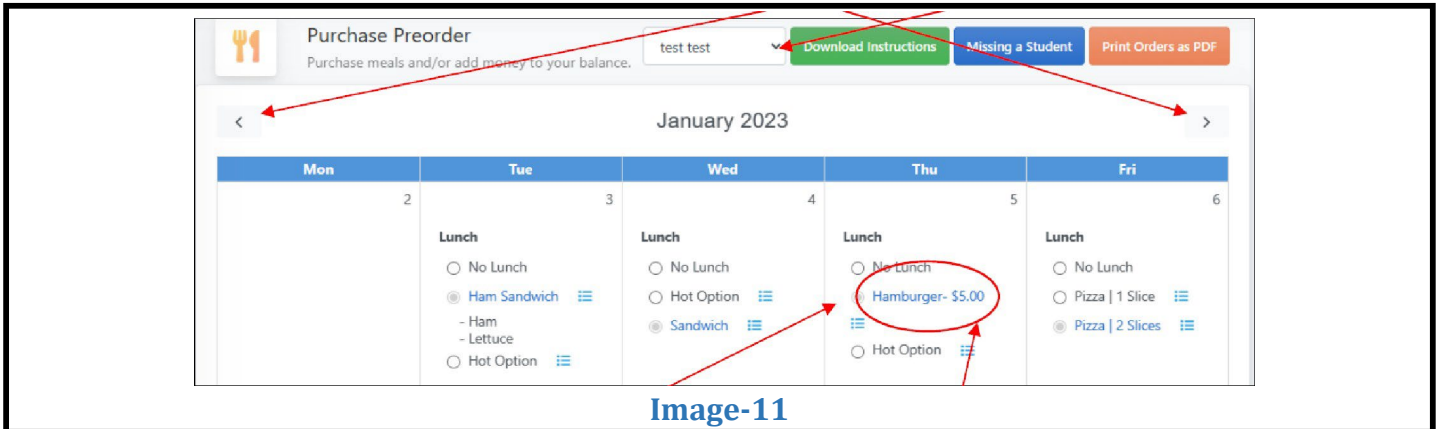 Purchase Preorder
Purchase meals and/or add money to your balance.
test test
Download Instructions
Missing a Student
Print Orders as PDF
January 2023
Mon Tue Wed Thu Fri
2 3 4 5 6
Lunch Lunch Lunch Lunch
No Lunch No Lunch No Lunch No Lunch
Ham Sandwich Hot Option Hamburger- $5.00 Pizza | 1 Slice
- Ham Sandwich Pizza | 2 Slices
- Lettuce
Hot Option Hot Option
Image-11